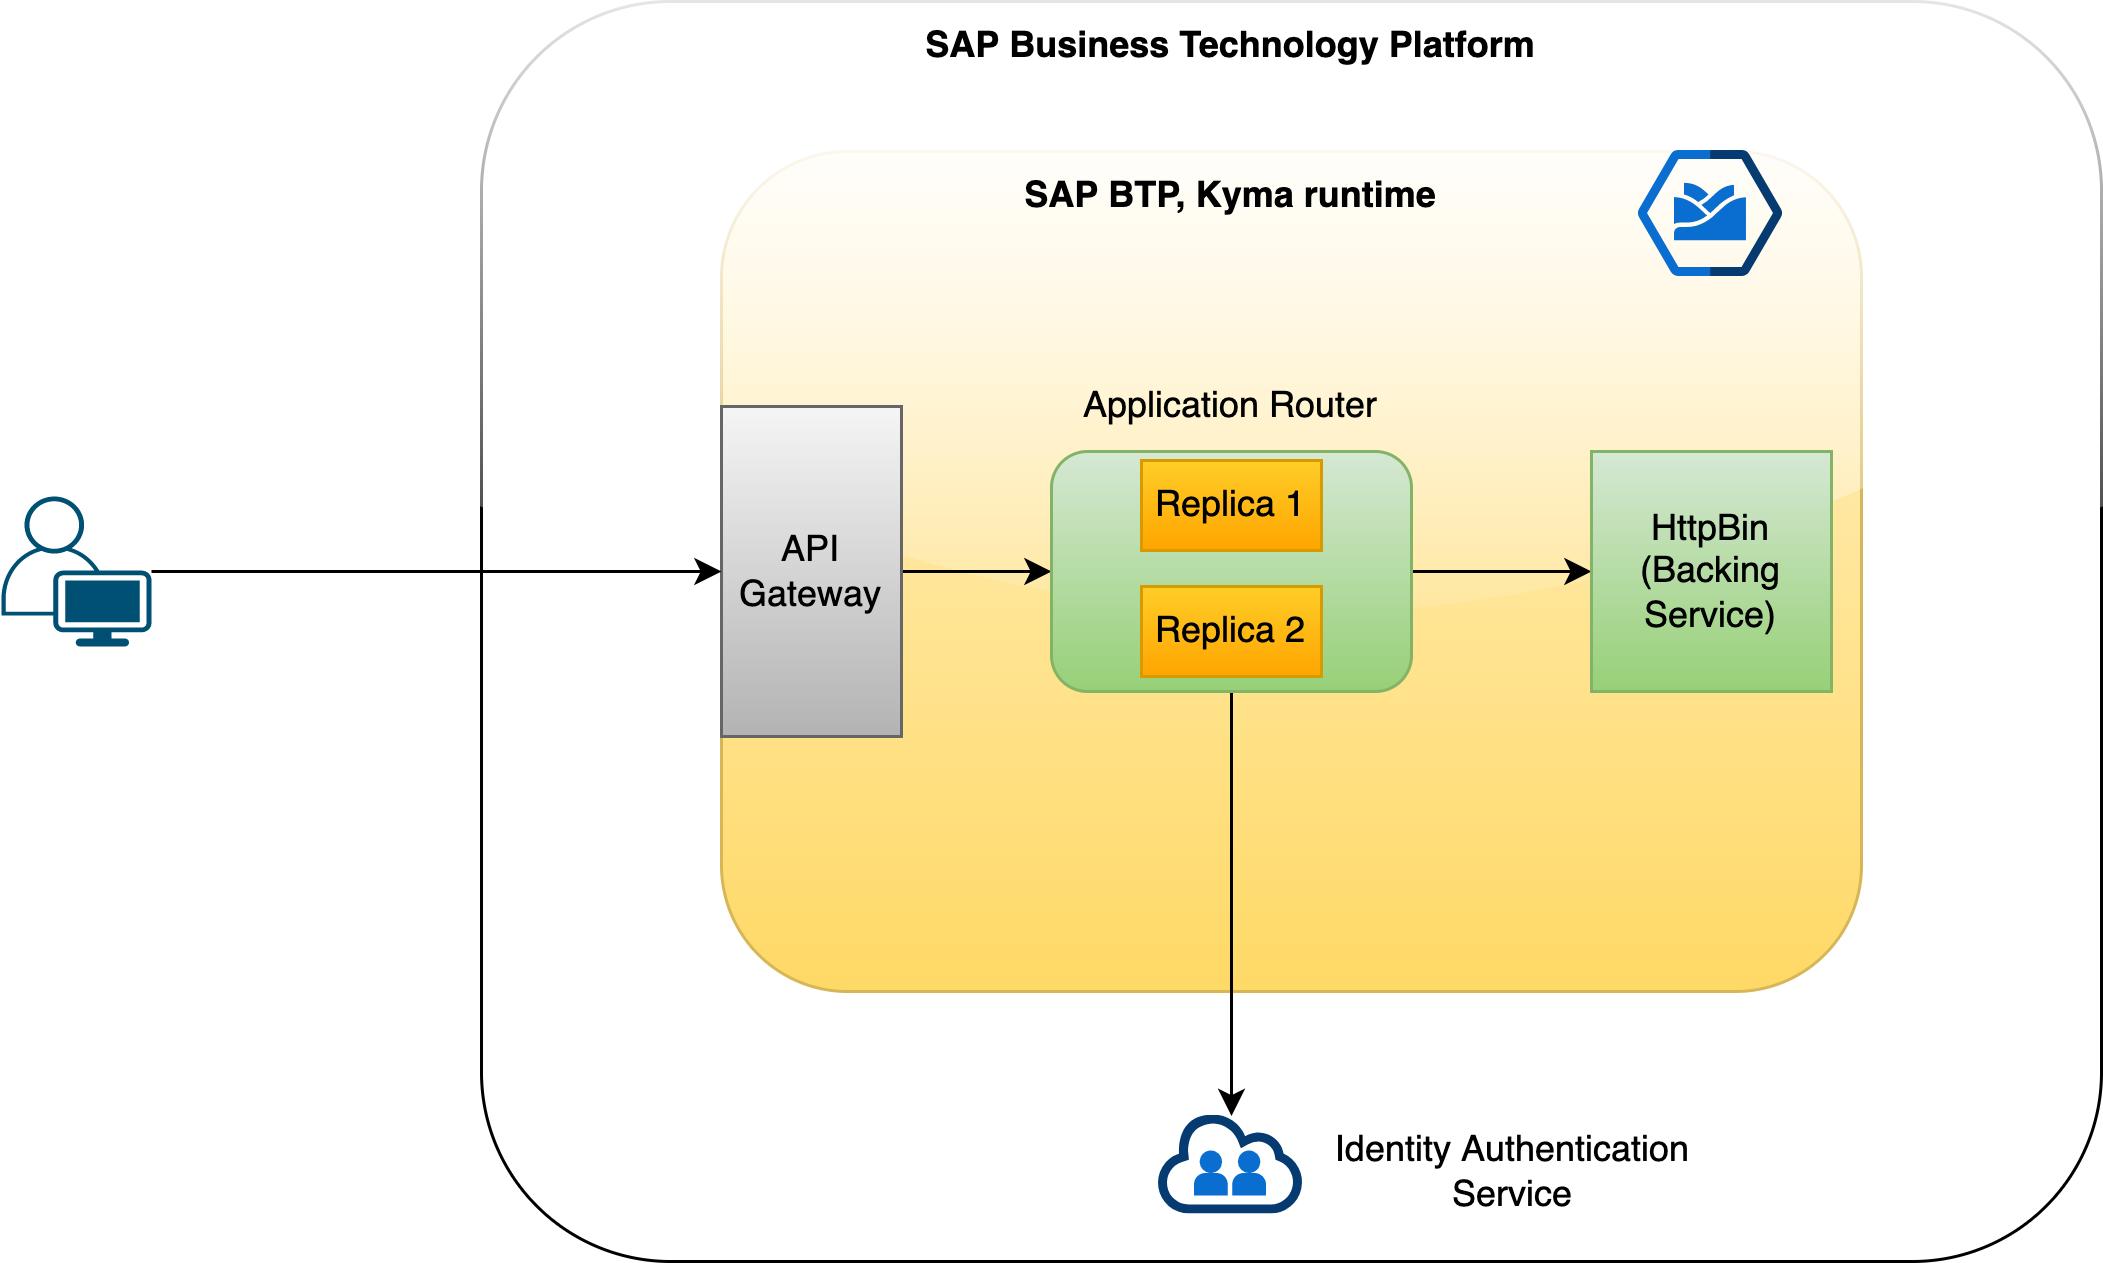 SAP Business Technology Platform
SAP BTP, Kyma runtime
Application Router
API
Gateway
Replica 1
Replica 2
HttpBin
(Backing
Service)
Identity Authentication
Service